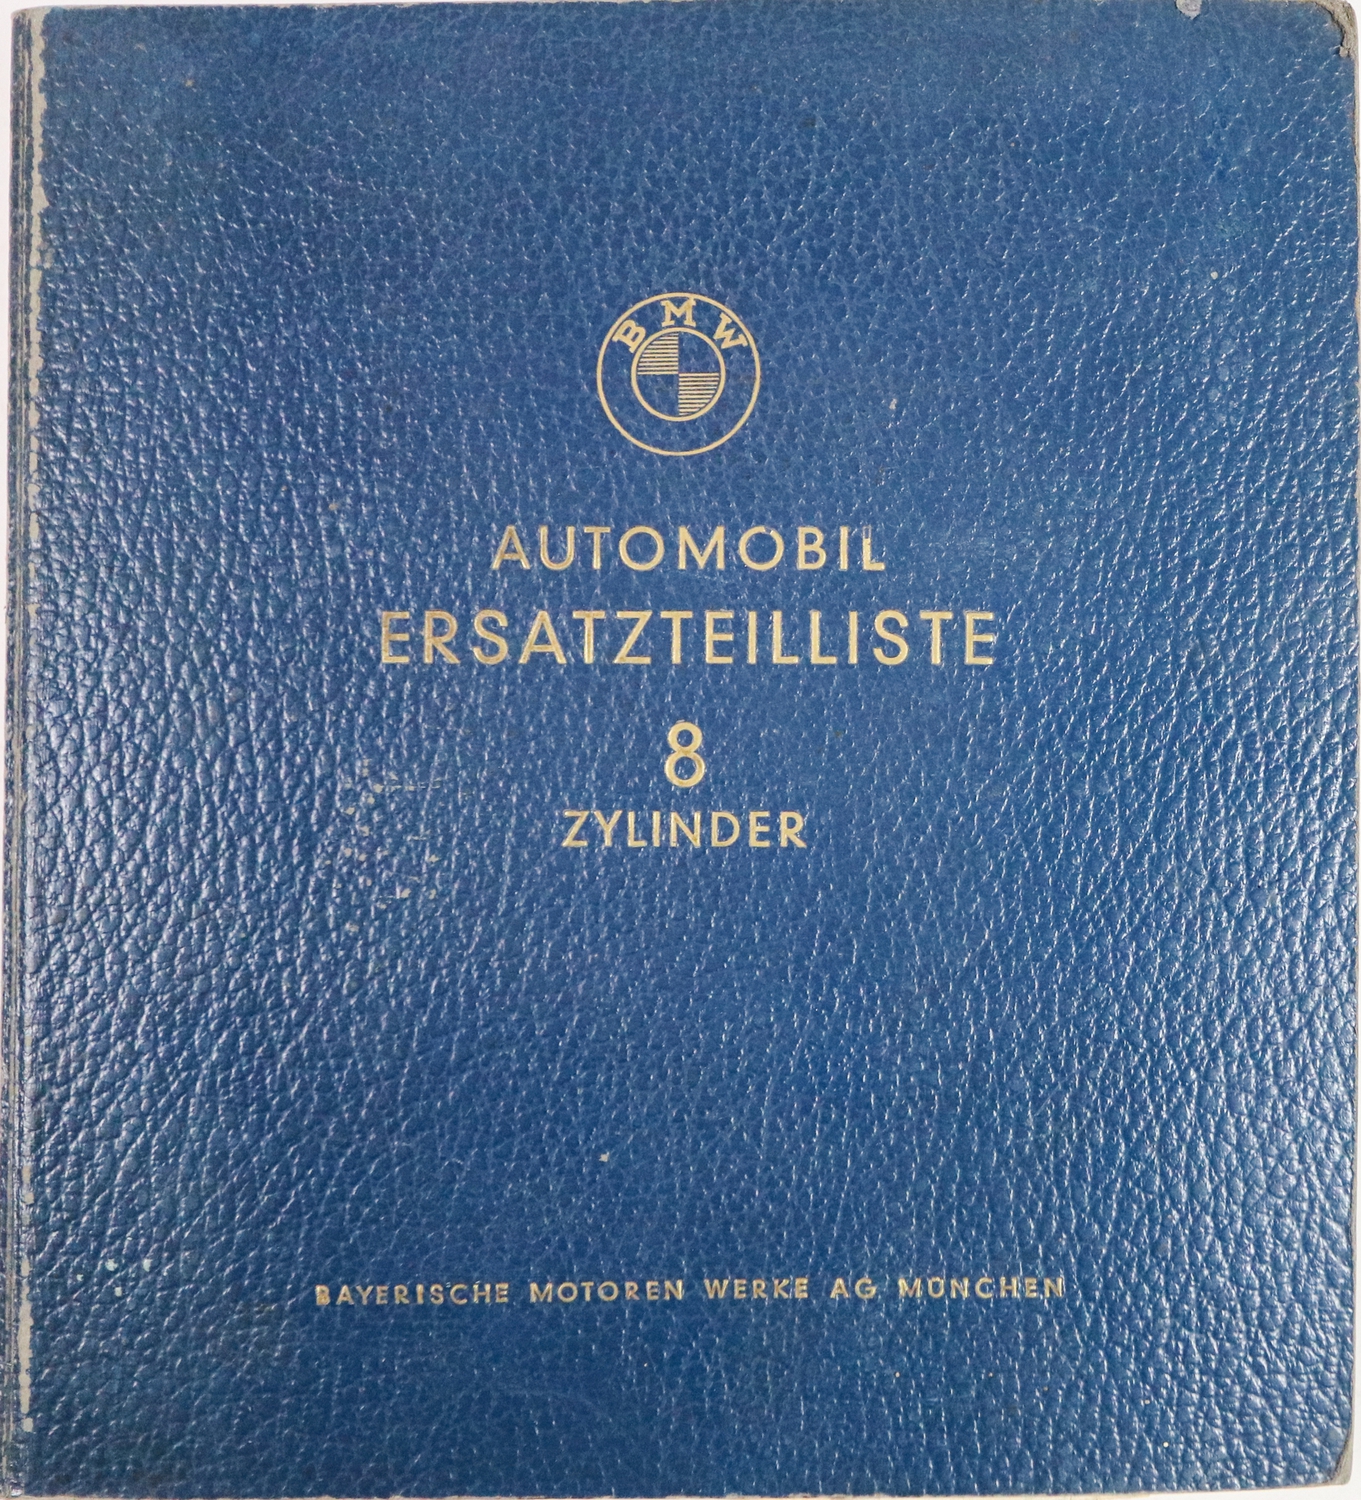 BMW
AUTOMOBIL
ERSATZTEILLISTE
8
ZYLINDER
BAYERISCHE MOTOREN WERKE AG MÜNCHEN